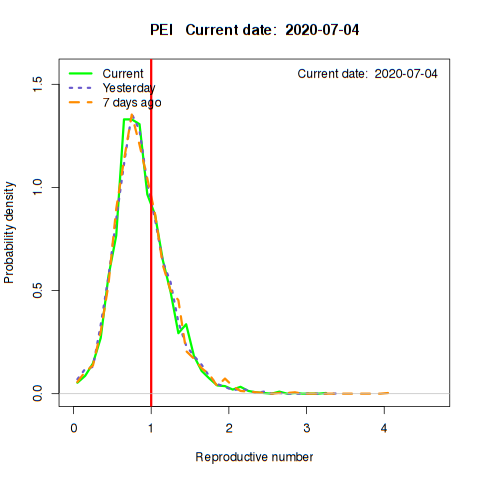 PEI   Current date:  2020-07-04
Current
Yesterday
7 days ago
Current date:  2020-07-04
Probability density
1.5
1.0
0.5
0.0
0 1 2 3 4
Reproductive number